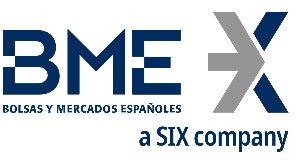 BME
BOLSAS Y MERCADOS ESPAÑOLES
a SIX company